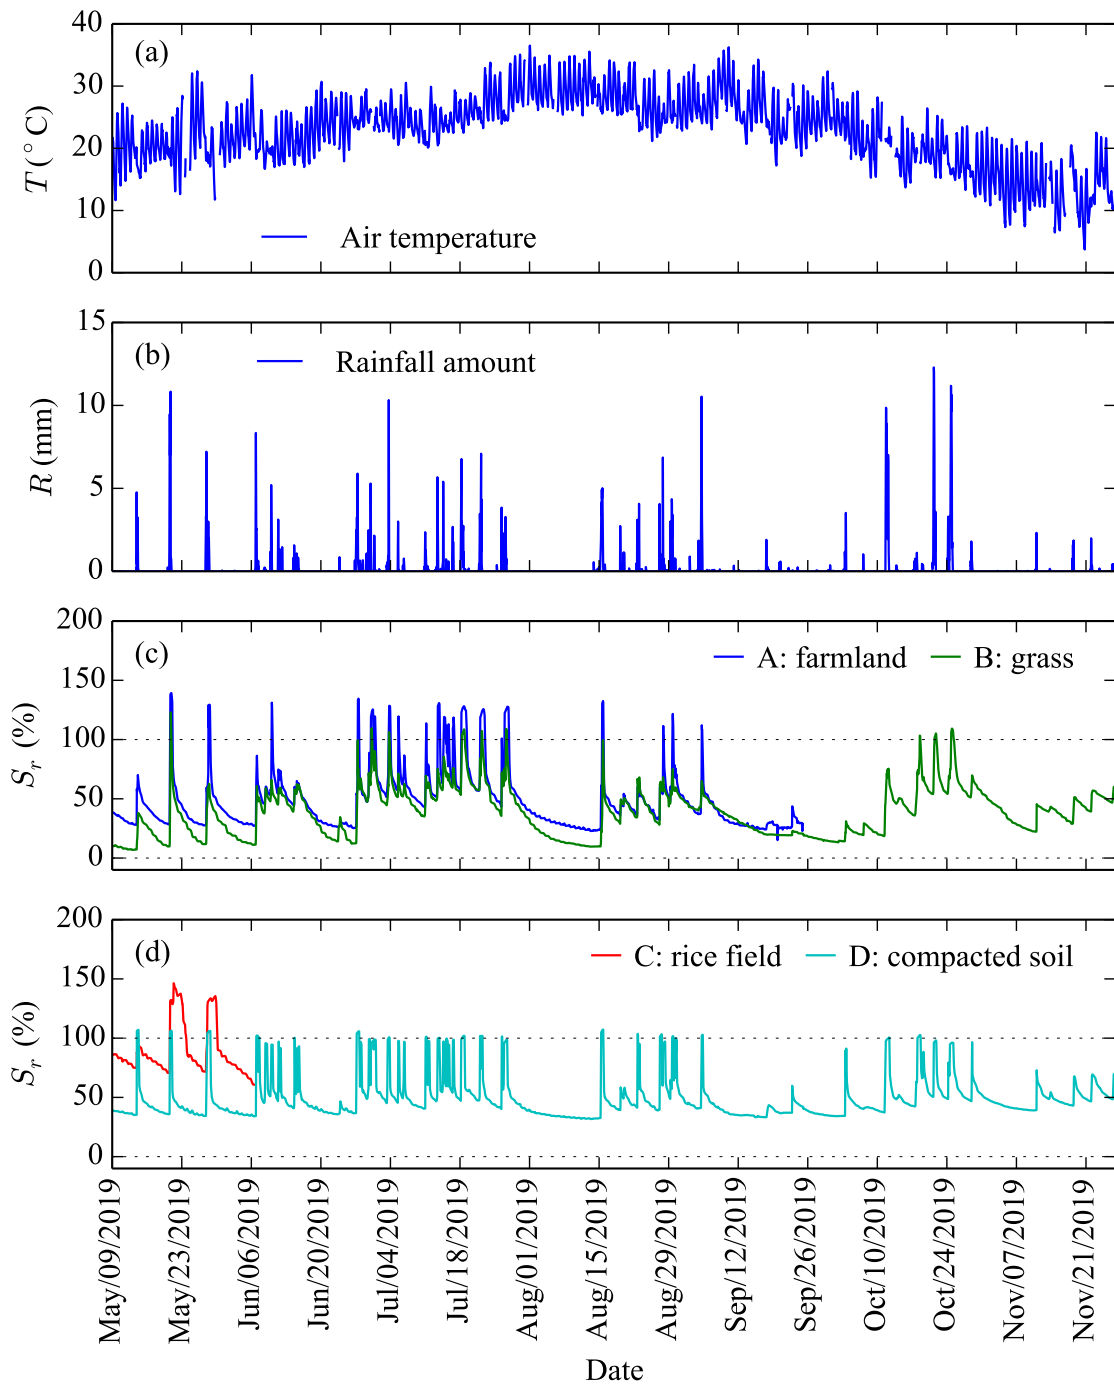 40
(a)
30
20
10
0
T (°C)
Air temperature
15
(b)
Rainfall amount
10
5
0
R (mm)
200
(c)
A: farmland B: grass
150
100
50
0
Sr (%)
200
(d)
C: rice field D: compacted soil
150
100
50
0
Sr (%)
May/09/2019
May/23/2019
Jun/06/2019
Jun/20/2019
Jul/04/2019
Jul/18/2019
Aug/01/2019
Aug/15/2019
Aug/29/2019
Sep/12/2019
Sep/26/2019
Oct/10/2019
Oct/24/2019
Nov/07/2019
Nov/21/2019
Date